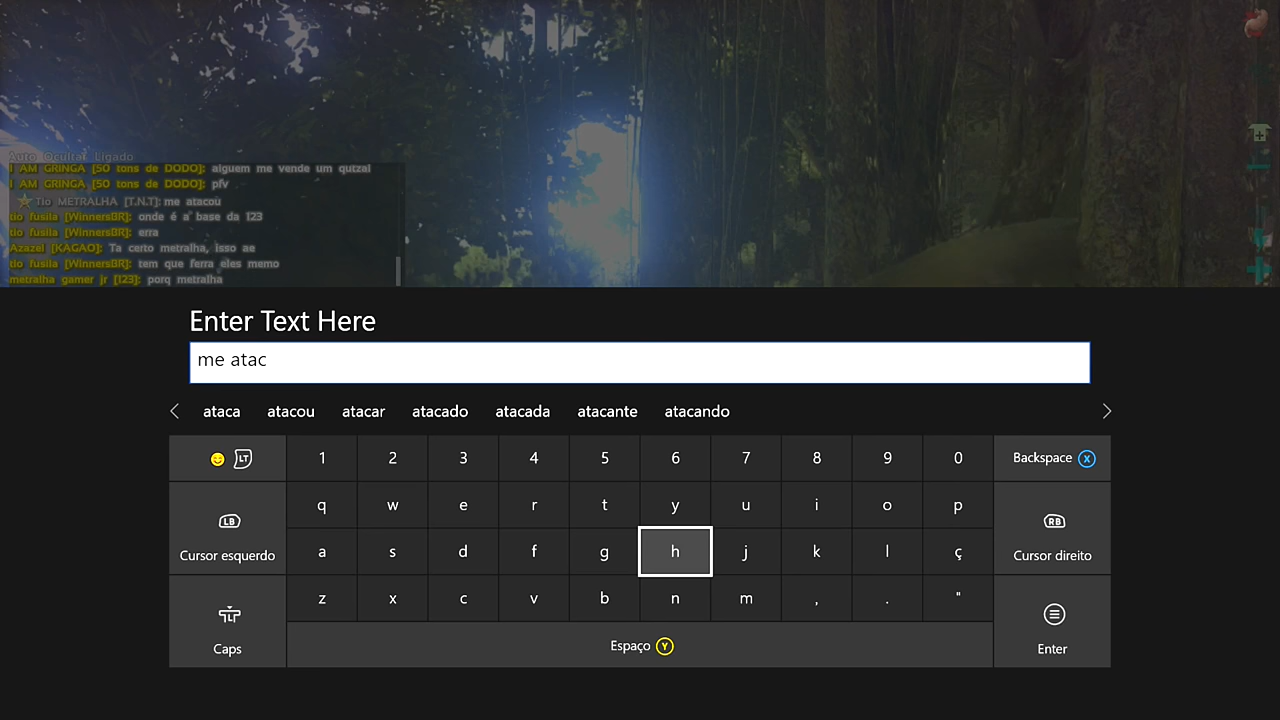 Auto Ocultar Ligado
I AM GRINGA [50 tons de DODO]: alguem me vende um qutzal
I AM GRINGA [50 tons de DODO]: pfv
Tio METRALHA [T.N.T]: me atacou
tio fusila [WinnersBR]: onde é a base da 123
tio fusila [WinnersBR]: erra
Azazel [KAGAO]: Ta certo metralha, isso ae
tio fusila [WinnersBR]: tem que ferra eles memo
metralha gamer jr [123]: porq metralha
Enter Text Here
me atac
ataca atacou atacar atacado atacada atacante atacando
LT 1 2 3 4 5 6 7 8 9 0 Backspace X
q w e r t y u i o p
LB Cursor esquerdo
a s d f g h j k l ç
RB Cursor direito
z x c v b n m , . "
Caps
Espaço Y
Enter